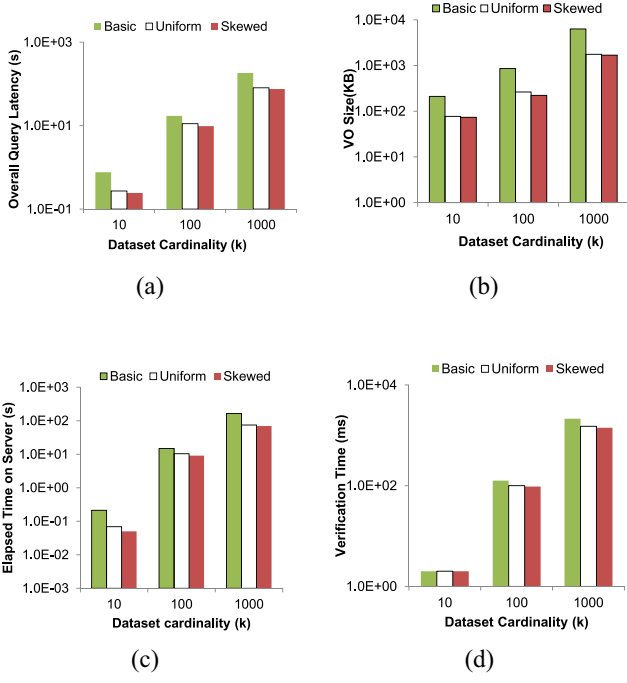 Basic Uniform Skewed
1.0E+03
1.0E+01
1.0E-01
Overall Query Latency (s)
10 100 1000
Dataset Cardinality (k)
(a)
Basic Uniform Skewed
1.0E+04
1.0E+03
1.0E+02
1.0E+01
1.0E+00
VO Size(KB)
10 100 1000
Dataset Cardinality (k)
(b)
Basic Uniform Skewed
1.0E+03
1.0E+02
1.0E+01
1.0E+00
1.0E-01
1.0E-02
1.0E-03
Elapsed Time on Server (s)
10 100 1000
Dataset cardinality (k)
(c)
Basic Uniform Skewed
1.0E+04
1.0E+02
1.0E+00
Verification Time (ms)
10 100 1000
Dataset Cardinality (k)
(d)